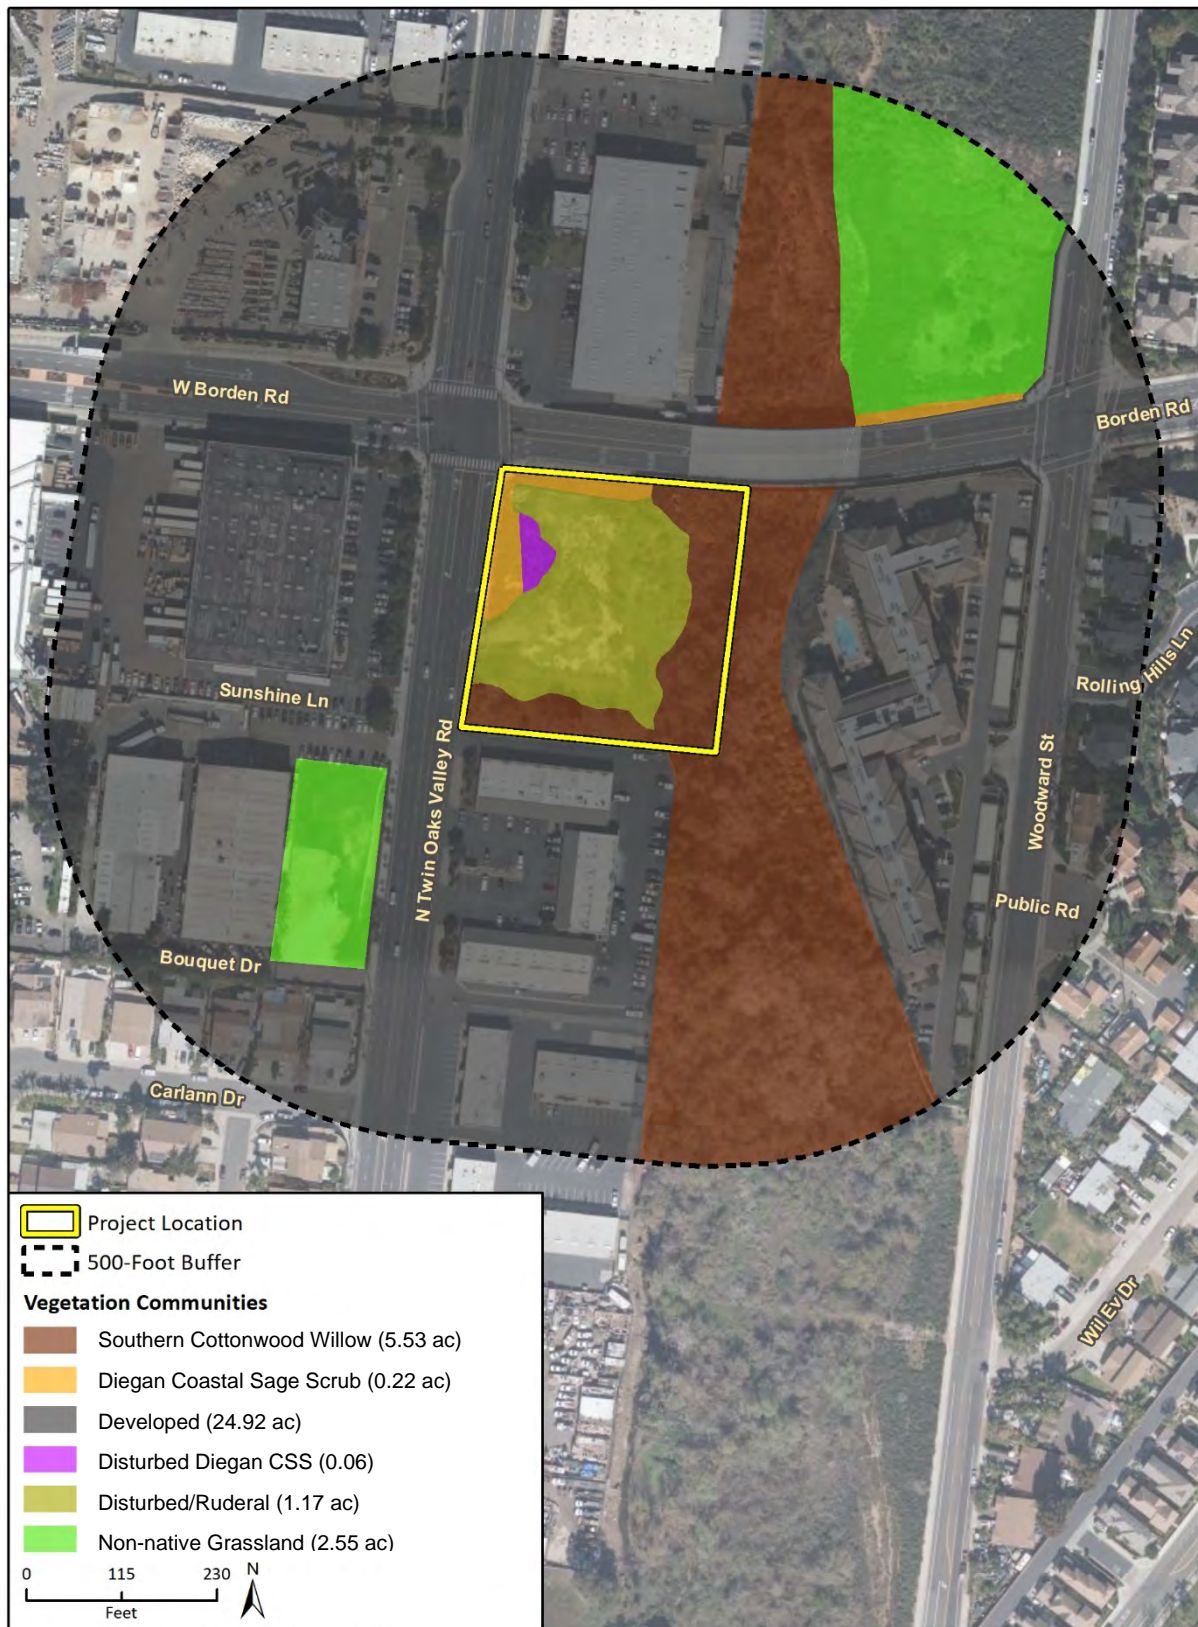 W Borden Rd
Borden Rd
Rolling Hills Ln
Sunshine Ln
N Twin Oaks Valley Rd
Woodward St
Public Rd
Bouquet Dr
Carlann Dr
Wil Ev Dr
Project Location
500-Foot Buffer
Vegetation Communities
Southern Cottonwood Willow (5.53 ac)
Diegan Coastal Sage Scrub (0.22 ac)
Developed (24.92 ac)
Disturbed Diegan CSS (0.06)
Disturbed/Ruderal (1.17 ac)
Non-native Grassland (2.55 ac)
0 115 230 N
Feet